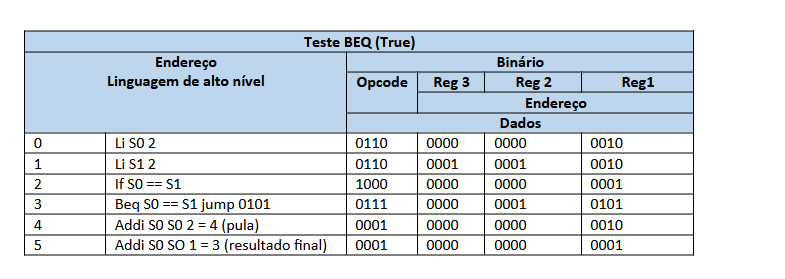 Teste BEQ (True)
Endereço
Linguagem de alto nível
Binário
Opcode Reg 3 Reg 2 Reg1
Endereço
Dados
0 Li S0 2 0110 0000 0000 0010
1 Li S1 2 0110 0001 0001 0010
2 If S0 == S1 1000 0000 0000 0001
3 Beq S0 == S1 jump 0101 0111 0000 0001 0101
4 Addi S0 S0 2 = 4 (pula) 0001 0000 0000 0010
5 Addi S0 SO 1 = 3 (resultado final) 0001 0000 0000 0001